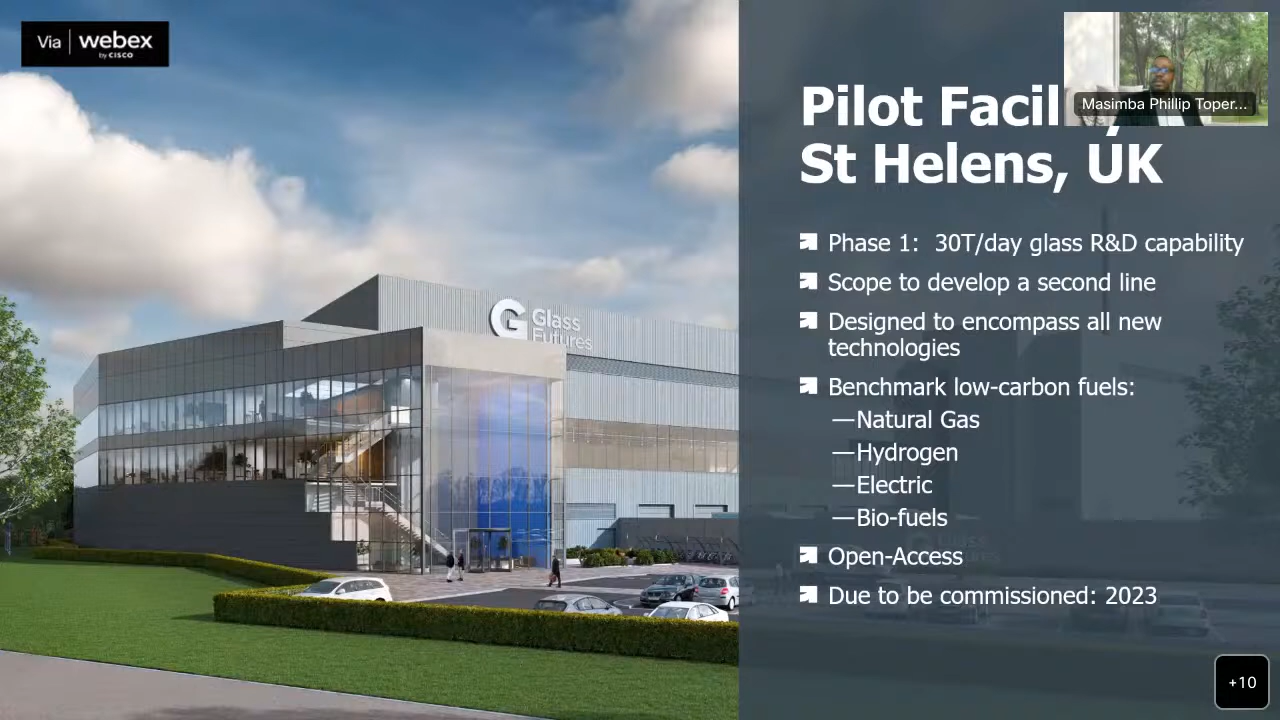 Via | webex
by CISCO
Masimba Phillip Toper...
Pilot Facil
St Helens, UK
Phase 1: 30T/day glass R&D capability
Scope to develop a second line
Designed to encompass all new
technologies
Benchmark low-carbon fuels:
—Natural Gas
—Hydrogen
—Electric
—Bio-fuels
Open-Access
Due to be commissioned: 2023
G Glass
Futures
+10